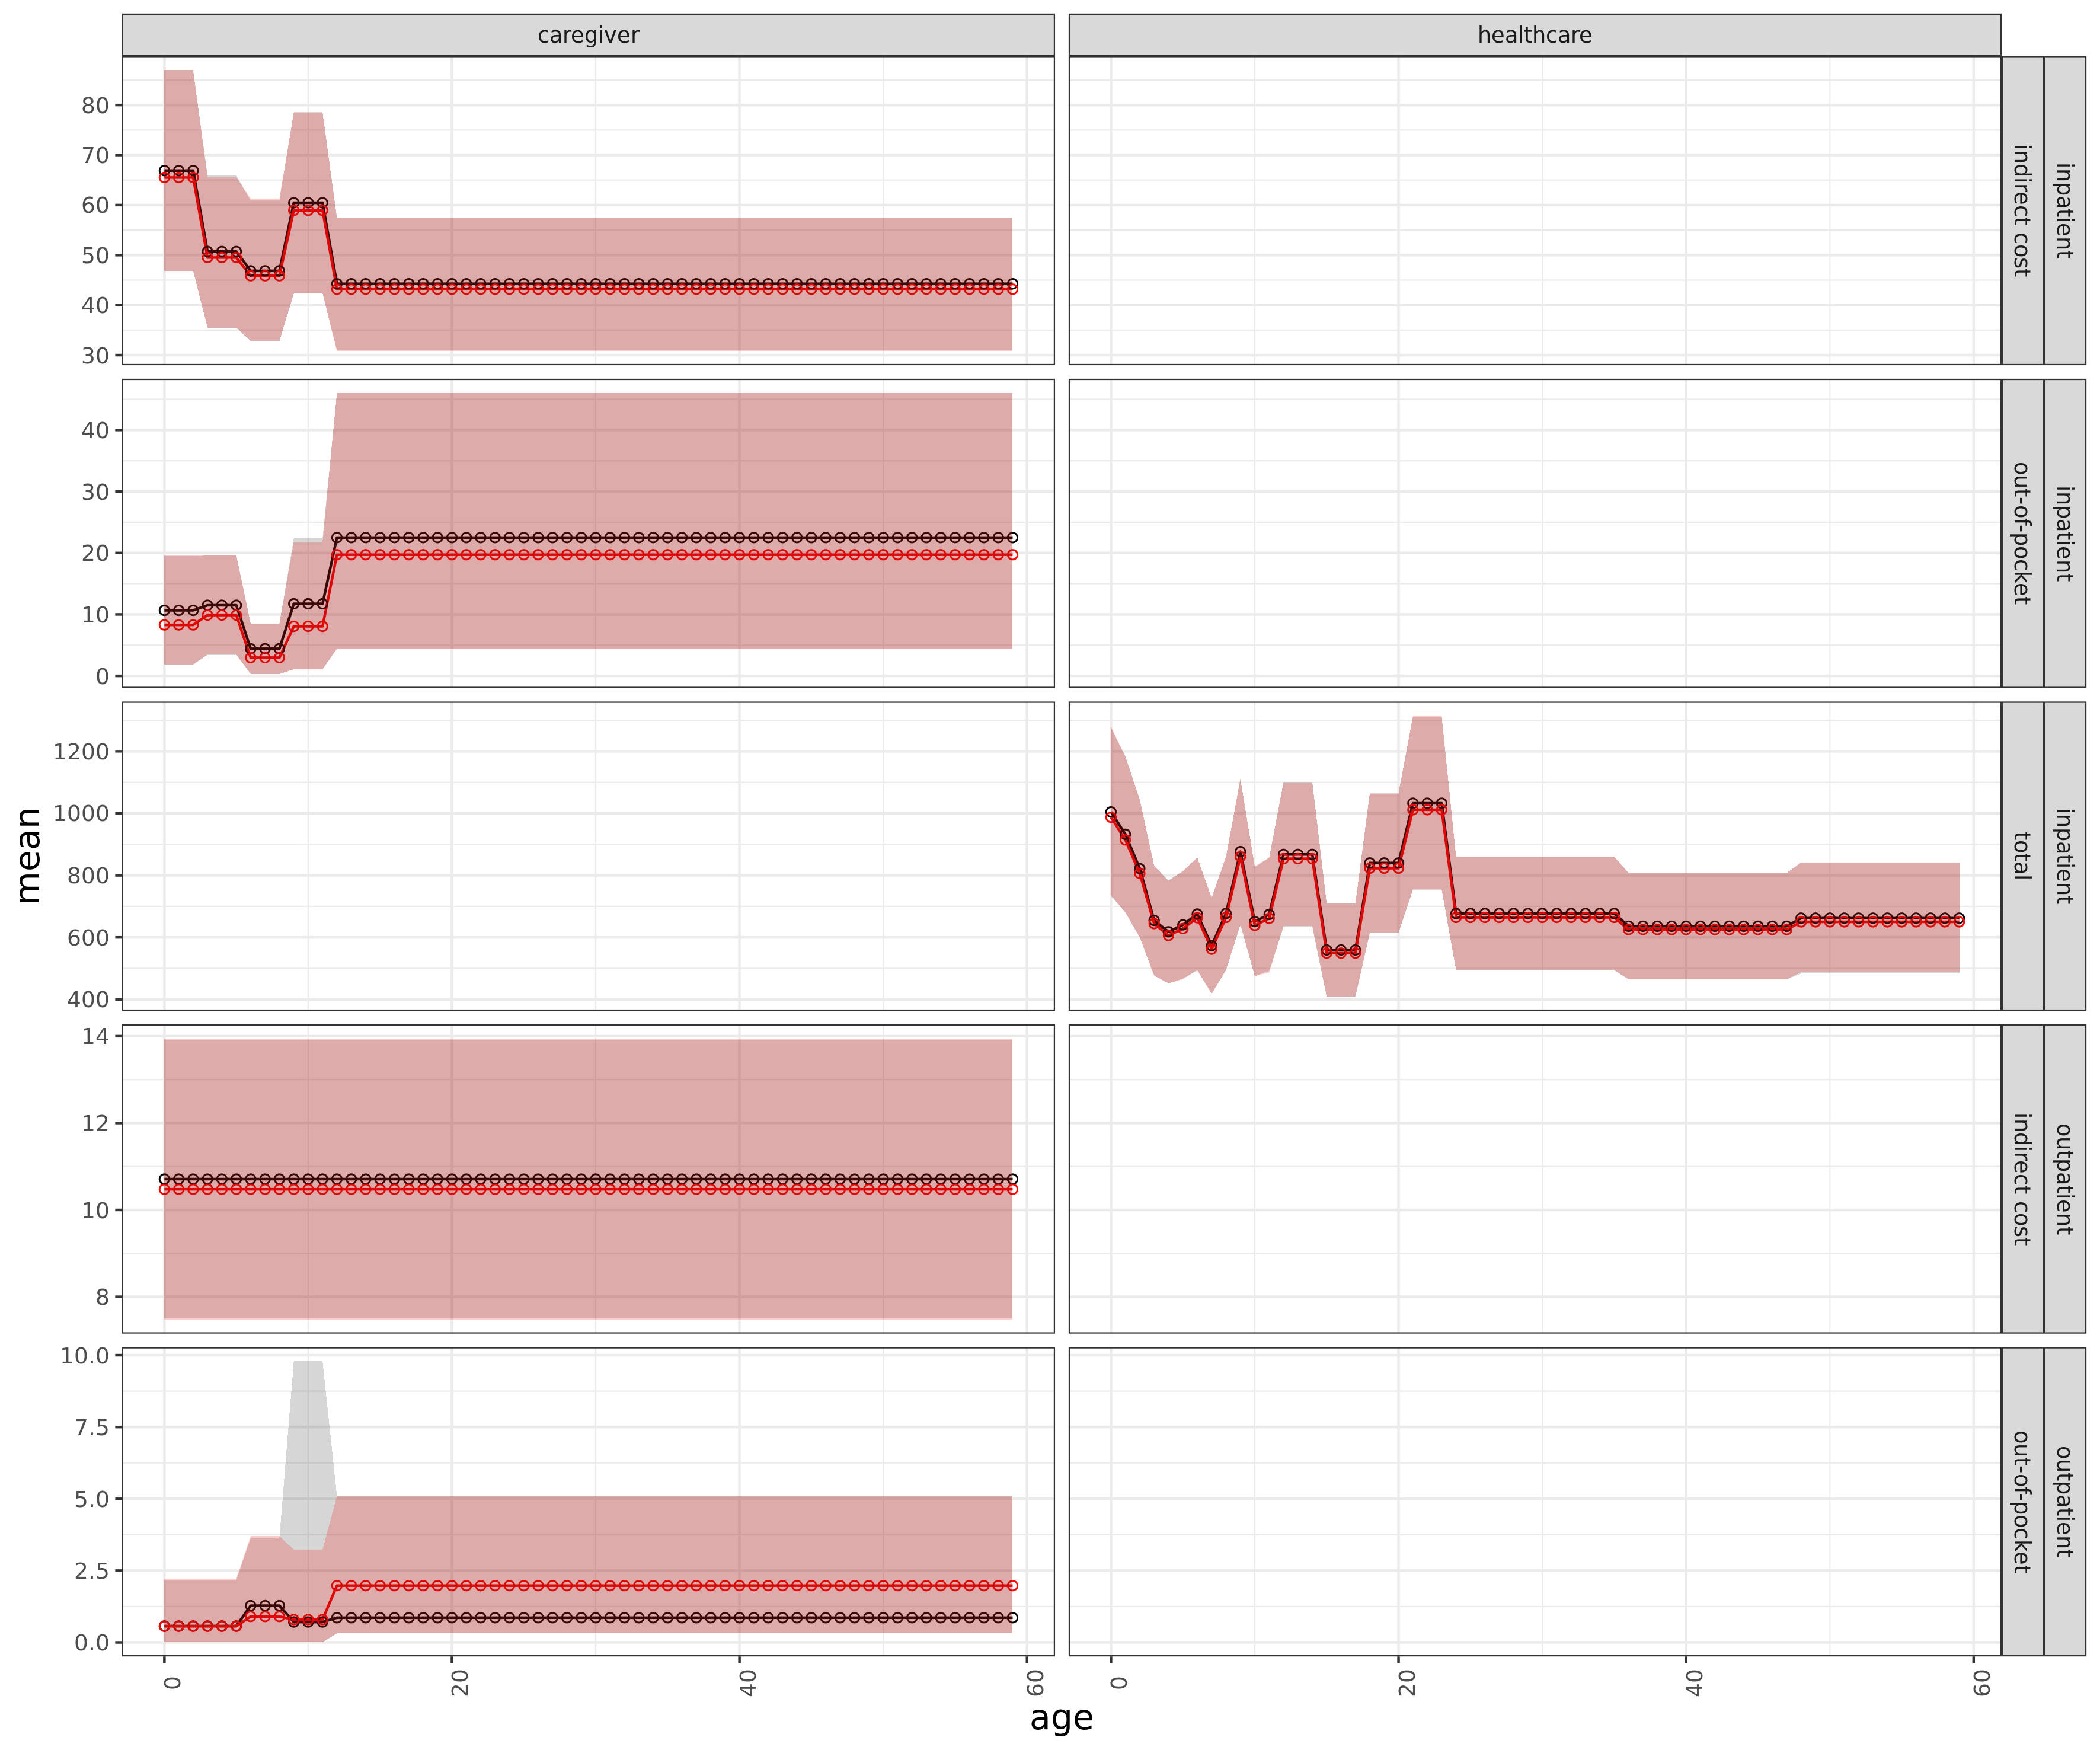 caregiver
healthcare
80
70
60
50
40
30
indirect cost
inpatient
40
30
20
10
0
out-of-pocket
inpatient
1200
1000
800
600
400
total
inpatient
14
12
10
8
indirect cost
outpatient
10.0
7.5
5.0
2.5
0.0
out-of-pocket
outpatient
mean
0
20
40
60
0
20
40
60
age